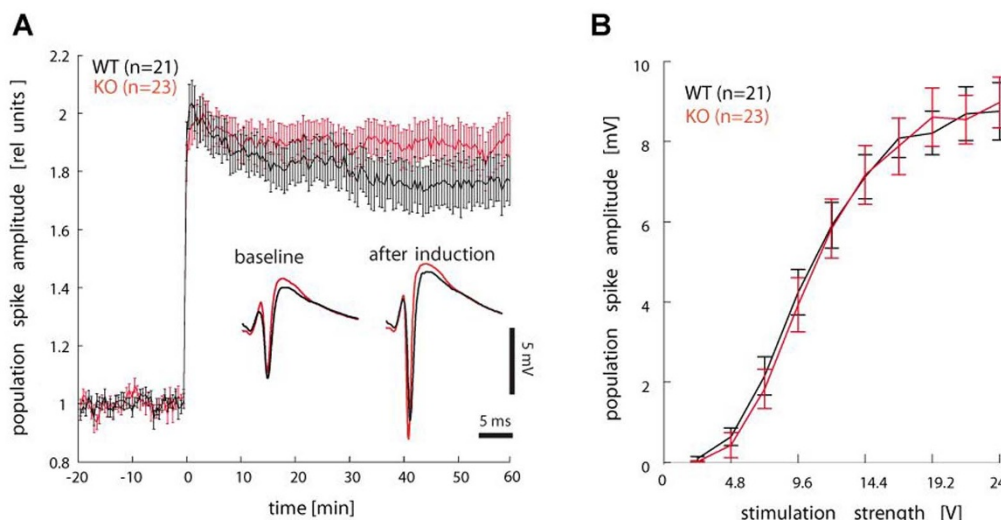 A
B
population spike amplitude [rel units ]
2.2
2
1.8
1.6
1.4
1.2
1
0.8
WT (n=21)
KO (n=23)
baseline
after induction
5 mV
5 ms
-20
-10
0
10
20
30
40
50
60
time [min]
population spike amplitude [mV]
10
8
6
4
2
0
WT (n=21)
KO (n=23)
0
4.8
9.6
14.4
19.2
24
stimulation strength [V]